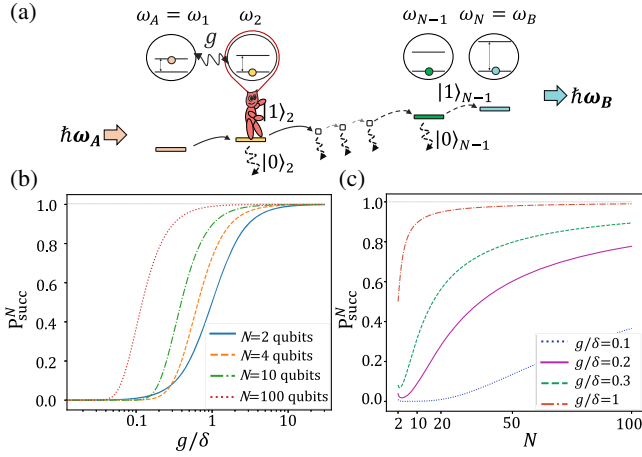 (a)
ω_A = ω_1 ω_2 ω_{N−1} ω_N = ω_B
g
|1⟩_2 |1⟩_{N−1}
ħω_A ħω_B
|0⟩_2 |0⟩_{N−1}
(b)
P^N_succ
1.0
0.8
0.6
0.4
0.2
0.0
N=2 qubits
N=4 qubits
N=10 qubits
N=100 qubits
0.1 1 10
g/δ
(c)
P^N_succ
1.0
0.8
0.6
0.4
0.2
0.0
g/δ=0.1
g/δ=0.2
g/δ=0.3
g/δ=1
2 10 20 50 100
N